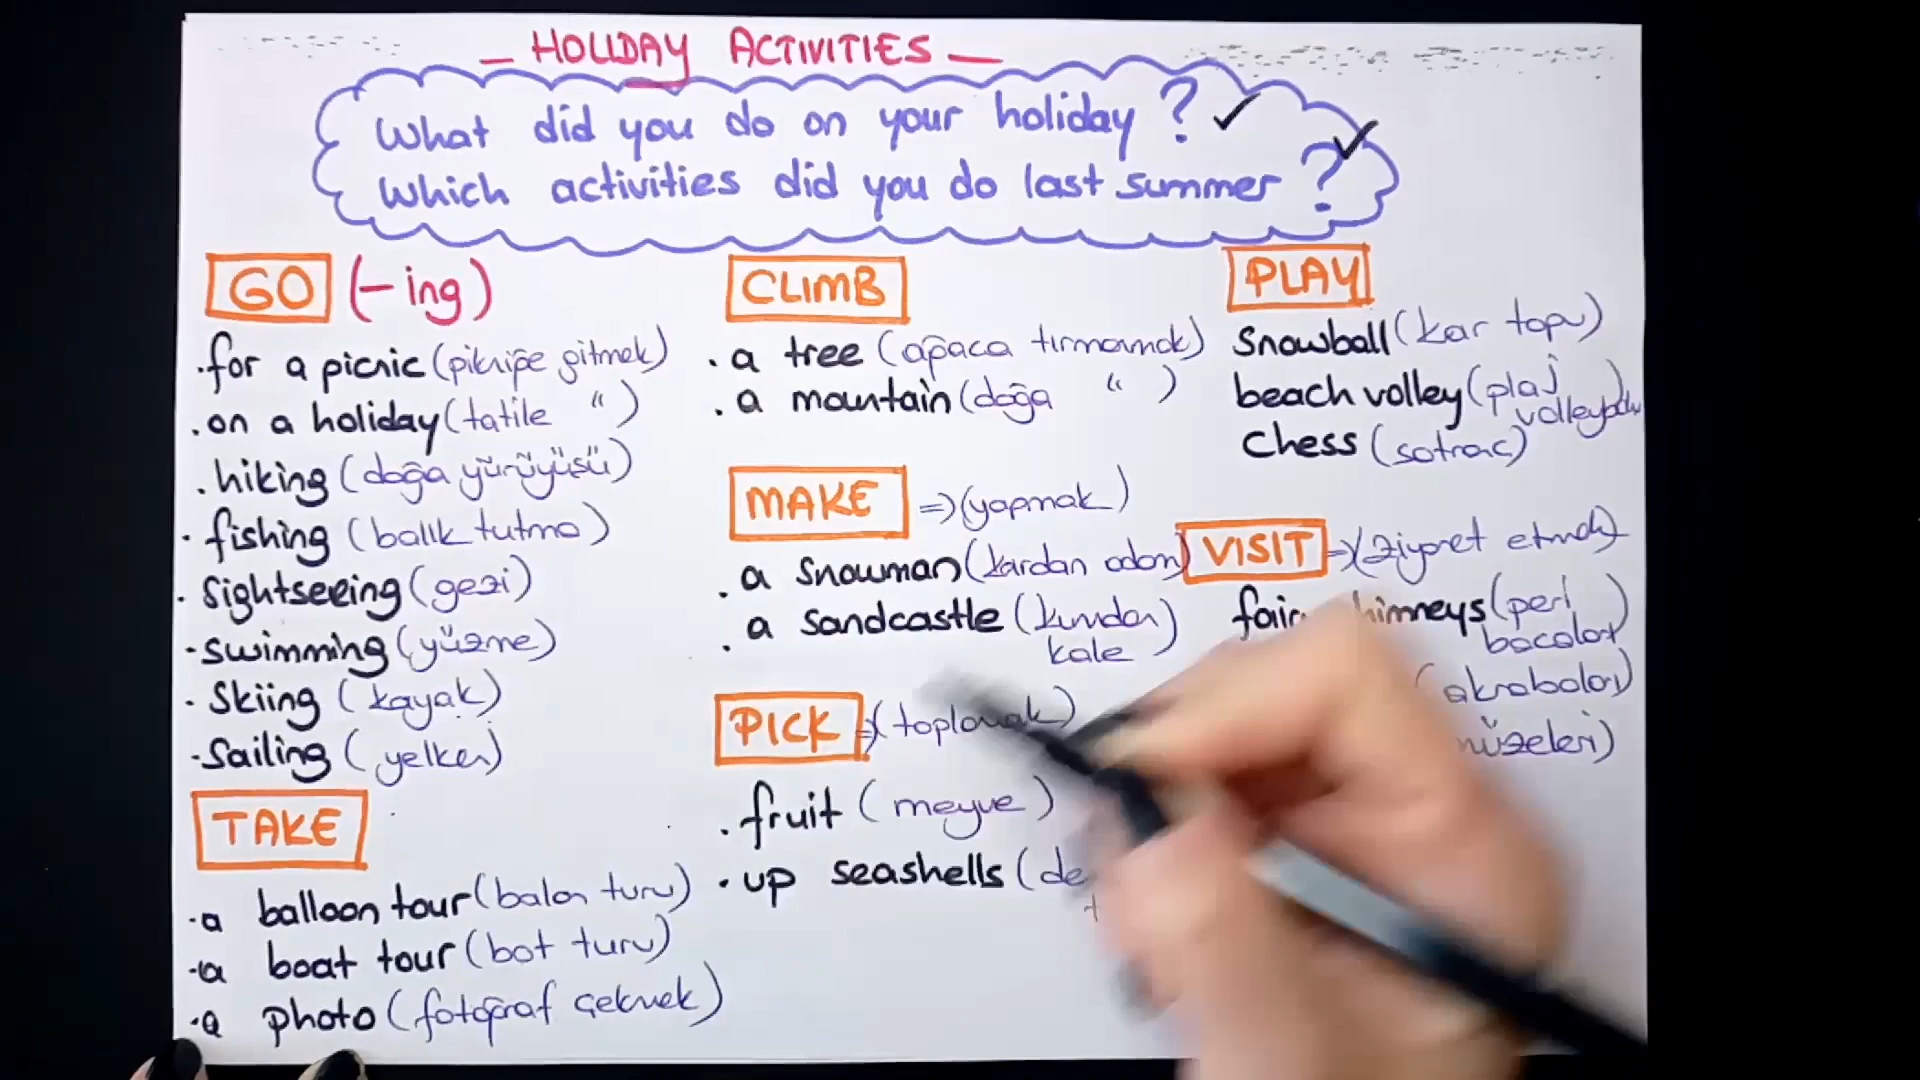 _ HOLIDAY ACTIVITIES _
What did you do on your holiday ? ✓
Which activities did you do last summer ? ✓
GO (-ing)
.for a picnic (pikniğe gitmek)
.on a holiday (tatile " )
.hiking (doğa yürüyüşü)
.fishing (balık tutma)
.sightseeing (gezi)
.swimming (yüzme)
.skiing (kayak)
.sailing (yelken)
TAKE
.a balloon tour (balon turu)
.a boat tour (bot turu)
.a photo (fotoğraf çekmek)
CLIMB
.a tree (ağaca tırmanmak)
.a mountain (doğa " )
MAKE =>(yapmak)
.a snowman (kardan adam)
.a sandcastle (kumdan
kale)
PICK =>(toplamak)
.fruit (meyve)
.up seashells (de
PLAY
snowball (kar topu)
beach volley (plaj
volleybolu)
chess (satranç)
VISIT =>(ziyaret etmek)
(peri
bacaları)
(akrabaları)